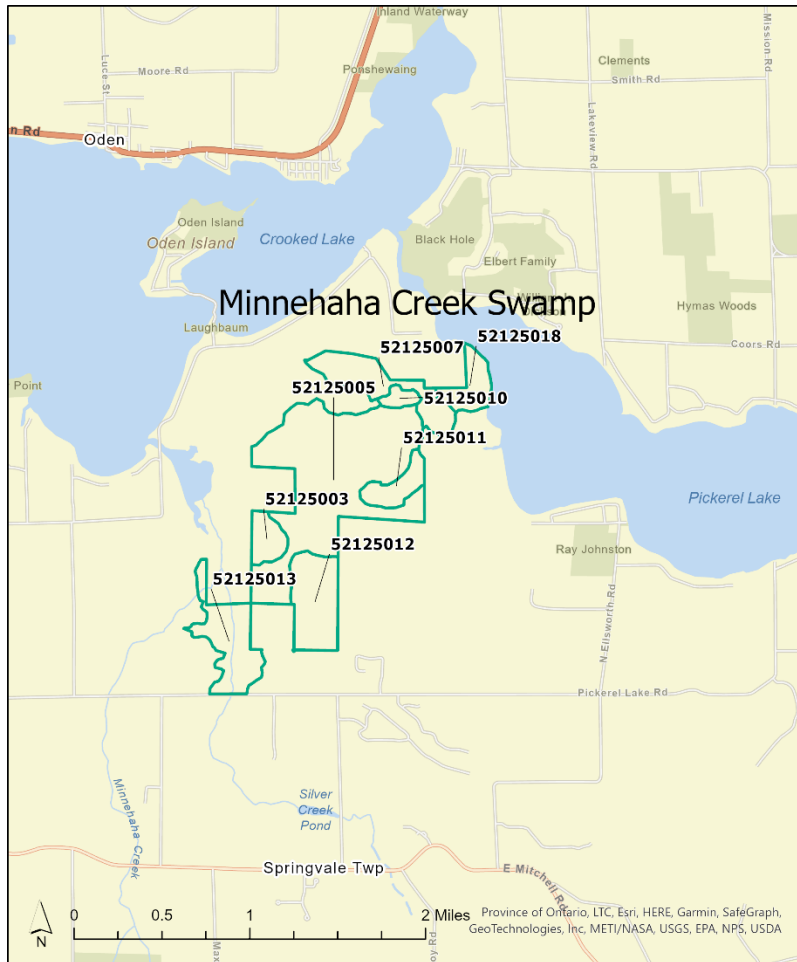 Inland Waterway
Ponshewaing
Luce St
Moore Rd
Clements
Smith Rd
Mission Rd
Lakeview Rd
n Rd
Oden
Oden Island
Oden Island
Crooked Lake
Black Hole
Elbert Family
Minnehaha Creek Swamp
Hymas Woods
Laughbaum
Coors Rd
52125007
52125018
Point
52125005
52125010
52125011
52125003
Pickerel Lake
52125012
Ray Johnston
52125013
N Ellsworth Rd
Pickerel Lake Rd
Minnehaha Creek
Silver
Creek
Pond
Springvale Twp
E Mitchell Rd
N
0 0.5 1 2 Miles
Max
oy Rd
Province of Ontario, LTC, Esri, HERE, Garmin, SafeGraph,
GeoTechnologies, Inc, METI/NASA, USGS, EPA, NPS, USDA